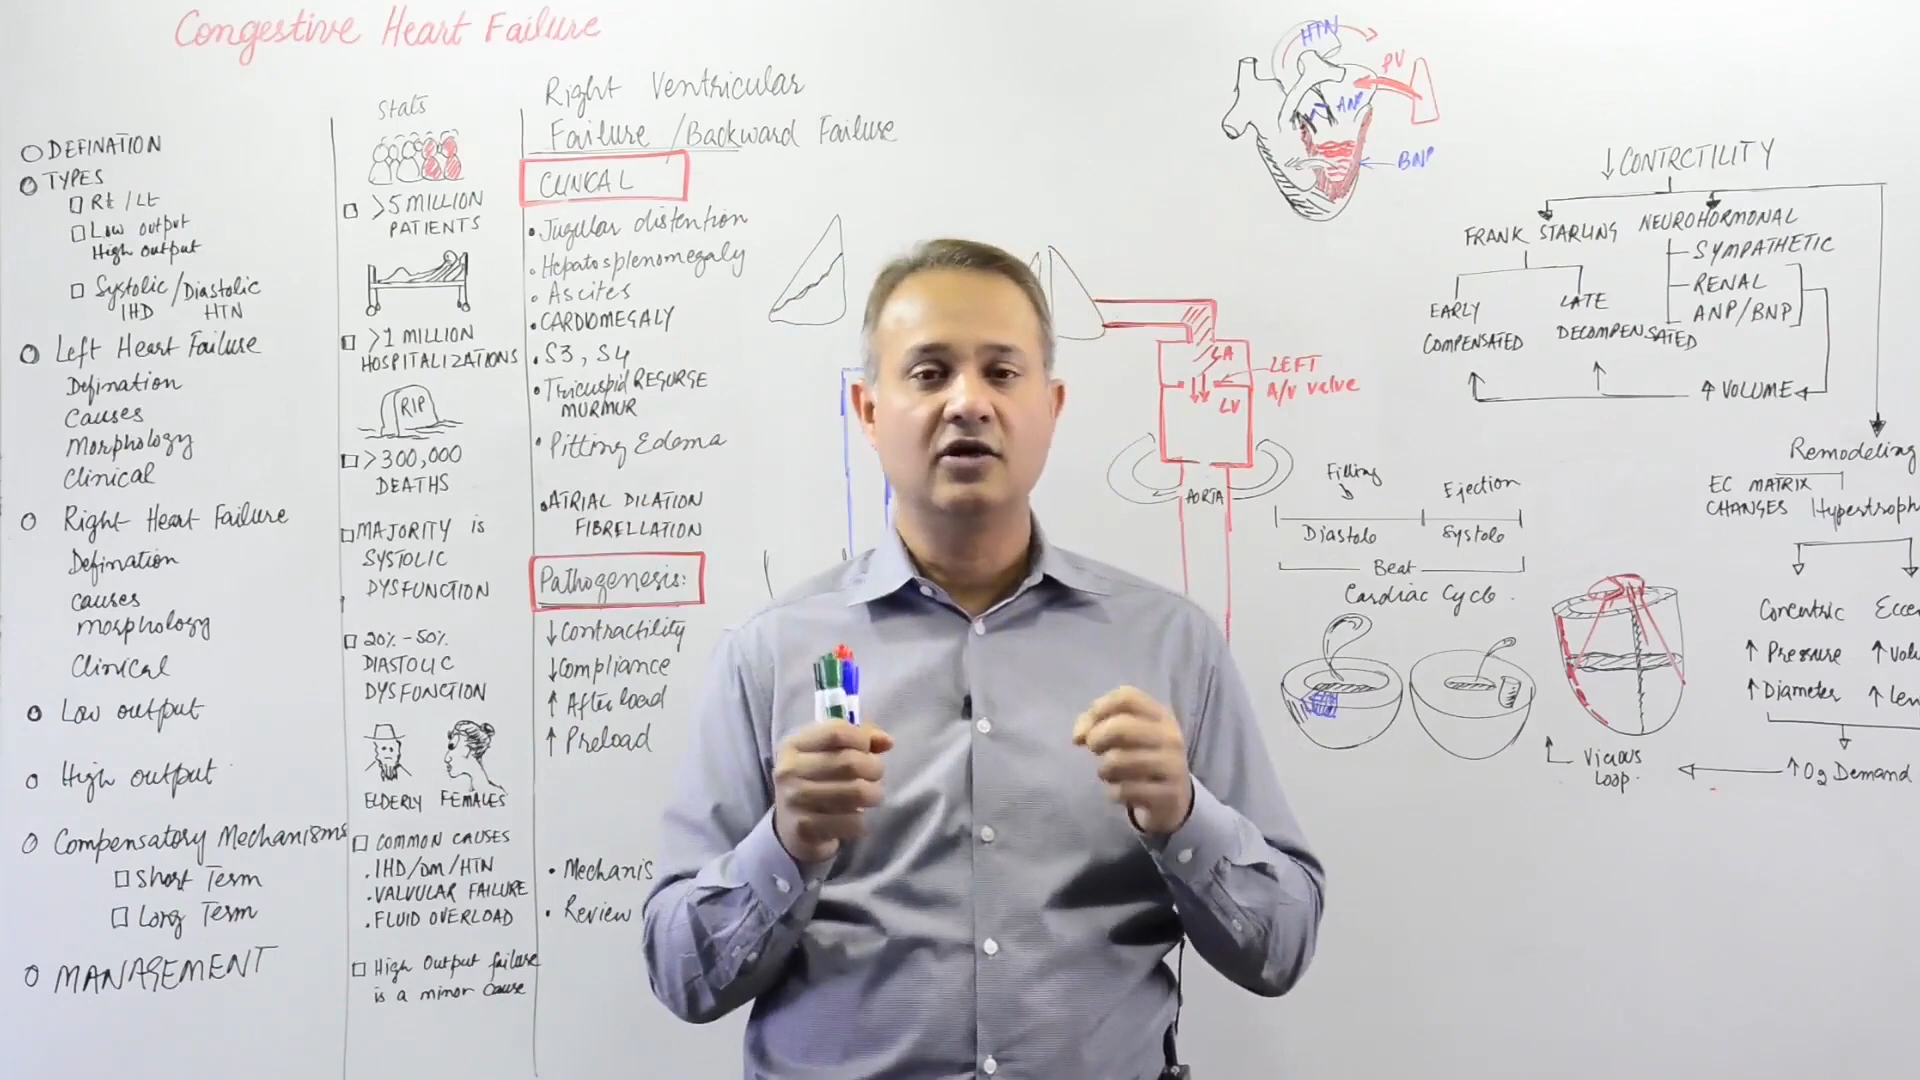 Congestive Heart Failure
DEFINATION
TYPES
Rt / Lt
Low output
High output
Systolic / Diastolic
IHD HTN
Left Heart Failure
Defination
Causes
Morphology
Clinical
Right Heart Failure
Defination
Causes
Morphology
Clinical
Low output
High output
Compensatory Mechanisms
Short Term
Long Term
MANAGEMENT
Stats
>5 MILLION
PATIENTS
>1 MILLION
HOSPITALIZATIONS
RIP
>300,000
DEATHS
MAJORITY is
SYSTOLIC
DYSFUNCTION
20%-50%
DIASTOLIC
DYSFUNCTION
ELDERLY FEMALES
COMMON CAUSES
.IHD/DM/HTN
.VALVULAR FAILURE
.FLUID OVERLOAD
High Output failure
is a minor cause
Right Ventricular
Failure /Backward Failure
CLINCAL
Jugular distention
Hepatosplenomegaly
Ascites
CARDIOMEGALY
S3, S4
Tricuspid REGURGE
MURMUR
Pitting Edema
ATRIAL DILATION
FIBRELLATION
Pathogenesis:
↓Contractility
↓Compliance
↑ After load
↑ Preload
Mechanis
Review
HTN
PV
ANP
BNP
LA
LV
LEFT
A/V valve
AORTA
Filling
Ejection
Diastole
Systole
Beat
Cardiac Cycle
↓CONTRCTILITY
FRANK STARLING
NEUROHORMONAL
SYMPATHETIC
RENAL
ANP/BNP
EARLY
COMPENSATED
LATE
DECOMPENSATED
↑ VOLUME
Remodeling
EC MATRIX
CHANGES
Hypertroph
Concentric
Ecce
↑ Pressure
↑ Volu
↑ Diameter
↑ Len
↑ O2 Demand
Vicious
Loop.